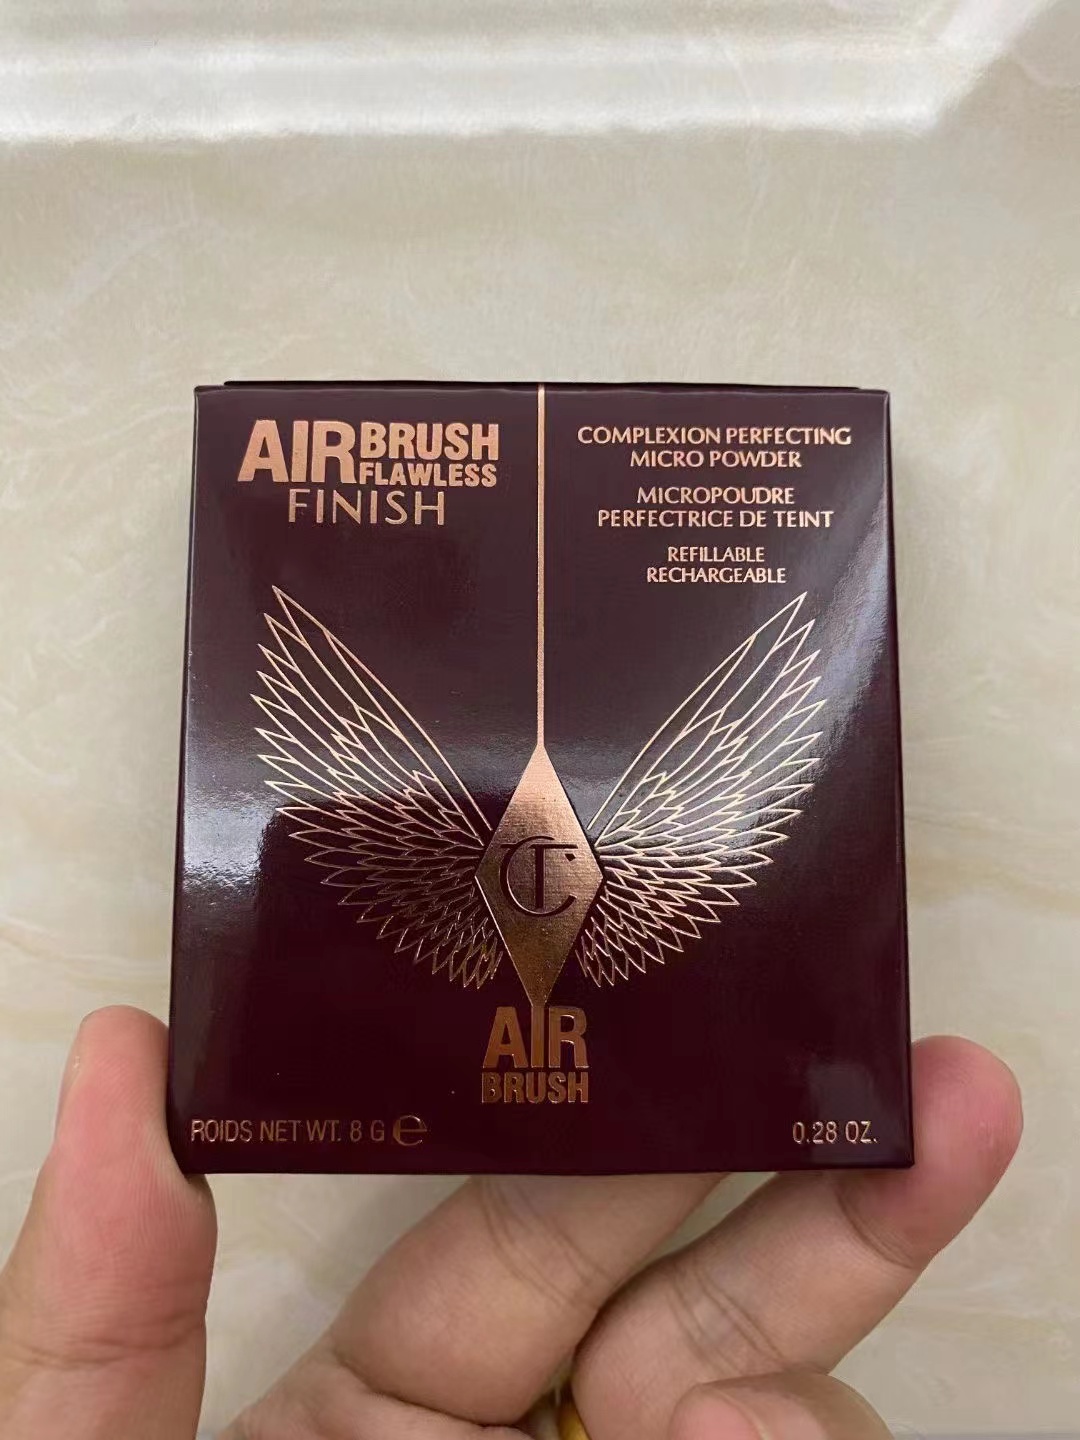 AIRBRUSH
FLAWLESS
FINISH
COMPLEXION PERFECTING
MICRO POWDER
MICROPOUDRE
PERFECTRICE DE TEINT
REFILLABLE
RECHARGEABLE
CT
AIR
BRUSH
ROIDS NET WT. 8 G e
0.28 OZ.